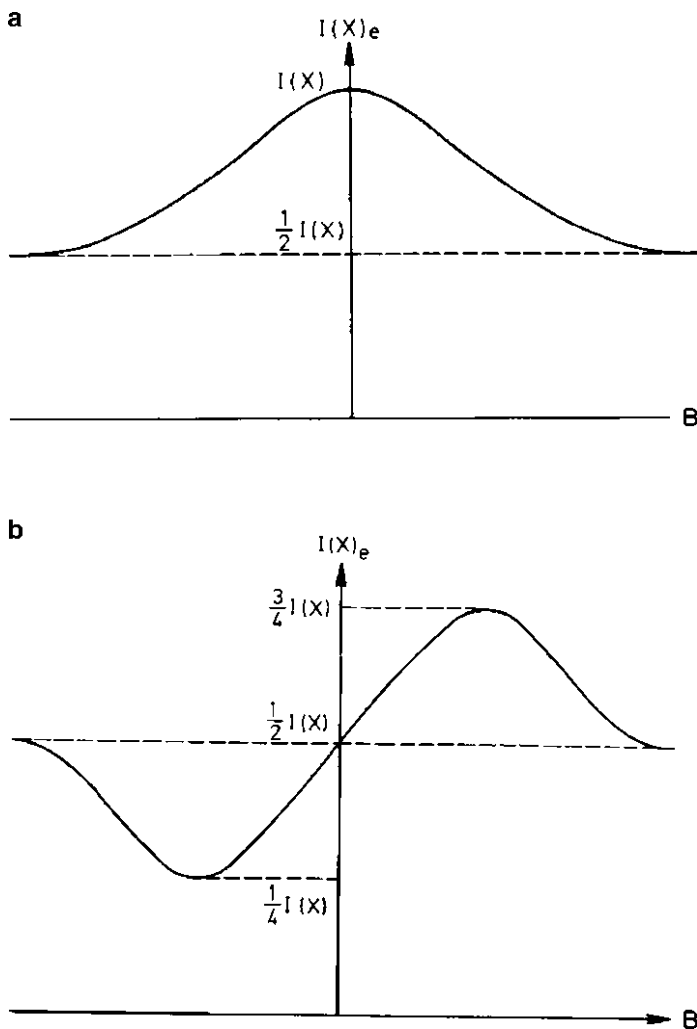 a
I(X)e
I(X)
1/2 I(X)
B
b
I(X)e
3/4 I(X)
1/2 I(X)
1/4 I(X)
B